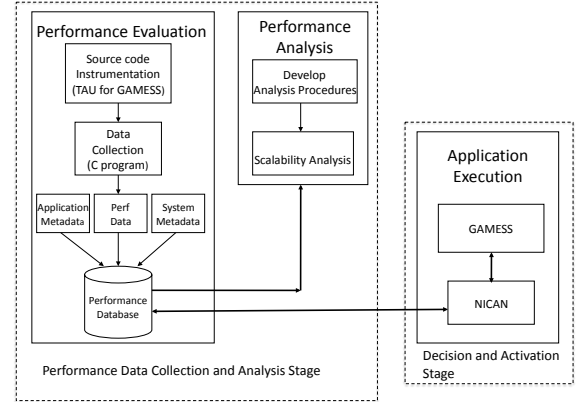 Performance Evaluation
Source code
Instrumentation
(TAU for GAMESS)
Data
Collection
(C program)
Application
Metadata
Perf
Data
System
Metadata
Performance
Database
Performance
Analysis
Develop
Analysis Procedures
Scalability Analysis
Performance Data Collection and Analysis Stage
Application
Execution
GAMESS
NICAN
Decision and Activation
Stage